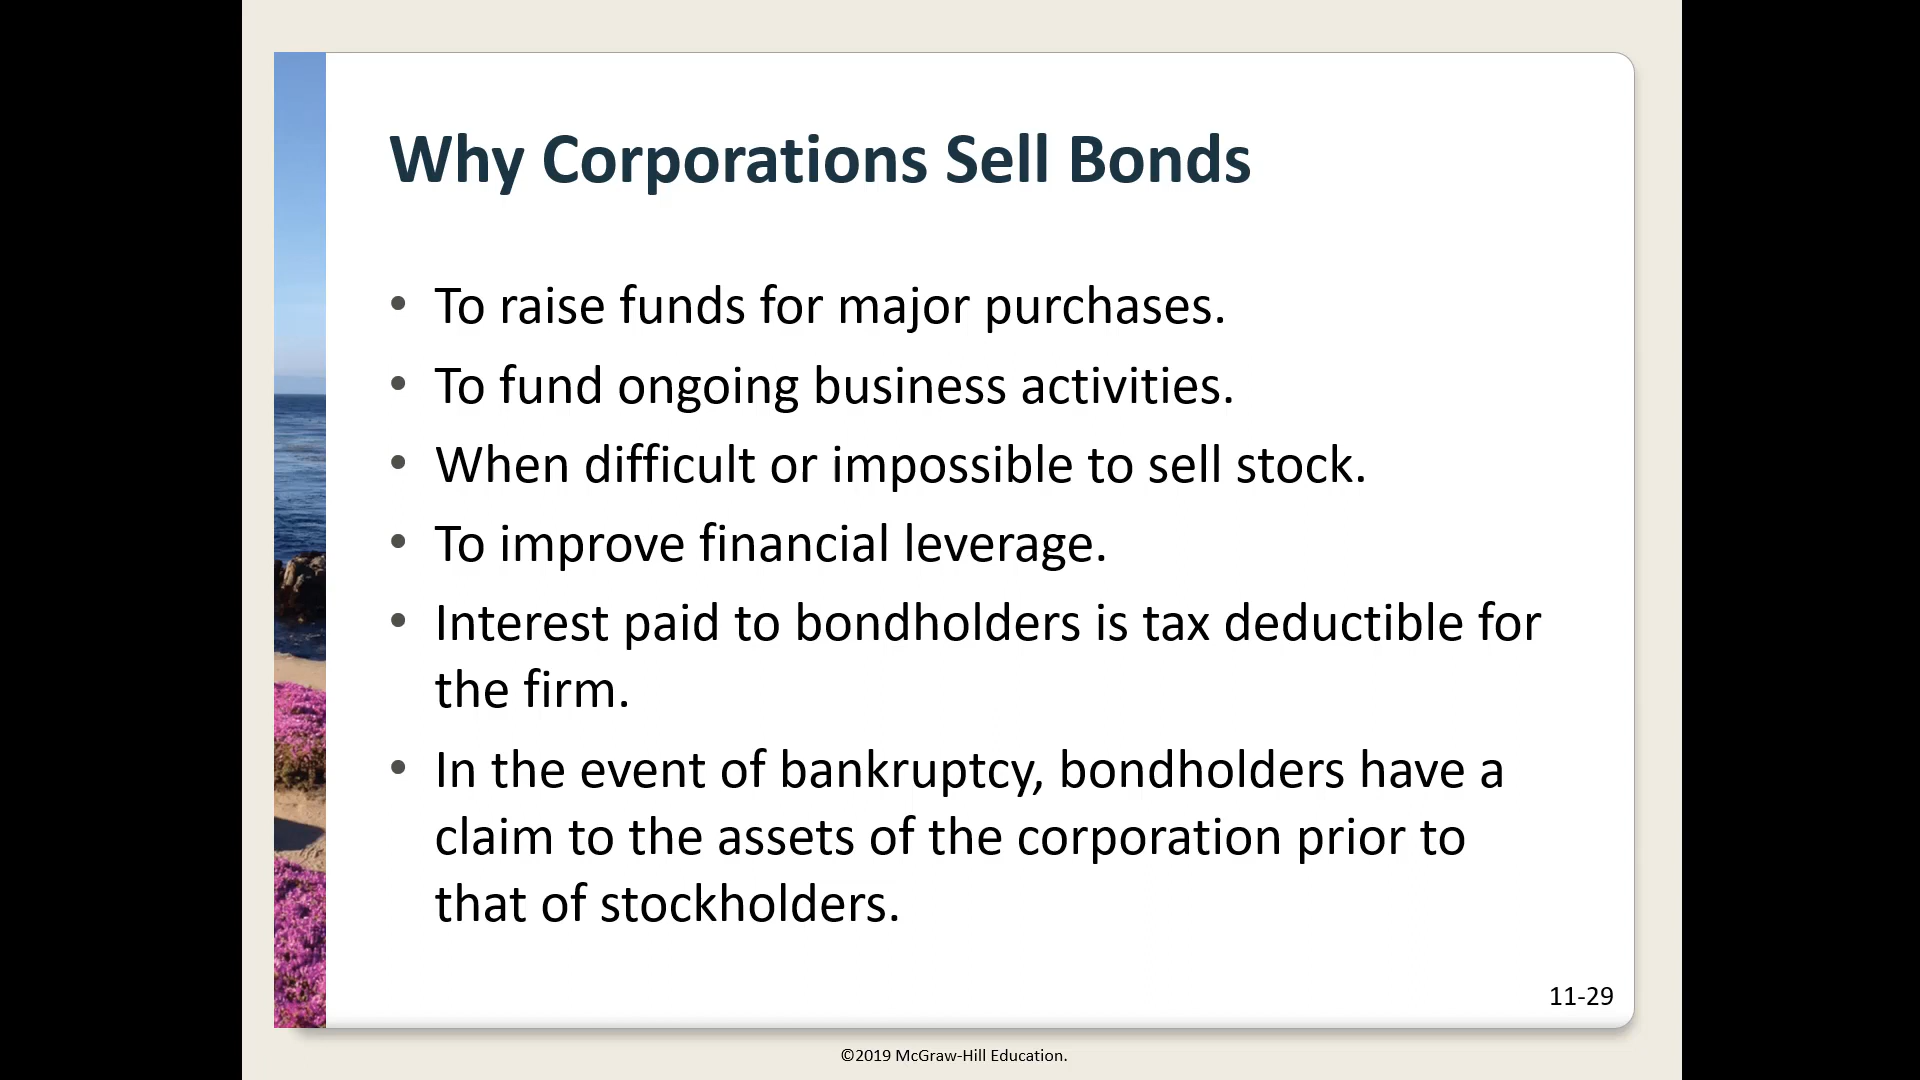 Why Corporations Sell Bonds
• To raise funds for major purchases.
• To fund ongoing business activities.
• When difficult or impossible to sell stock.
• To improve financial leverage.
• Interest paid to bondholders is tax deductible for
the firm.
• In the event of bankruptcy, bondholders have a
claim to the assets of the corporation prior to
that of stockholders.
11-29
©2019 McGraw-Hill Education.